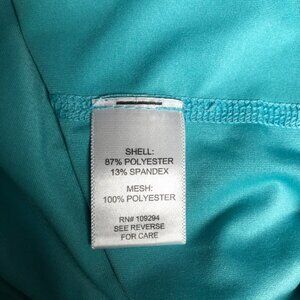 SHELL:
87% POLYESTER
13% SPANDEX
MESH:
100% POLYESTER
RN# 109294
SEE REVERSE
FOR CARE